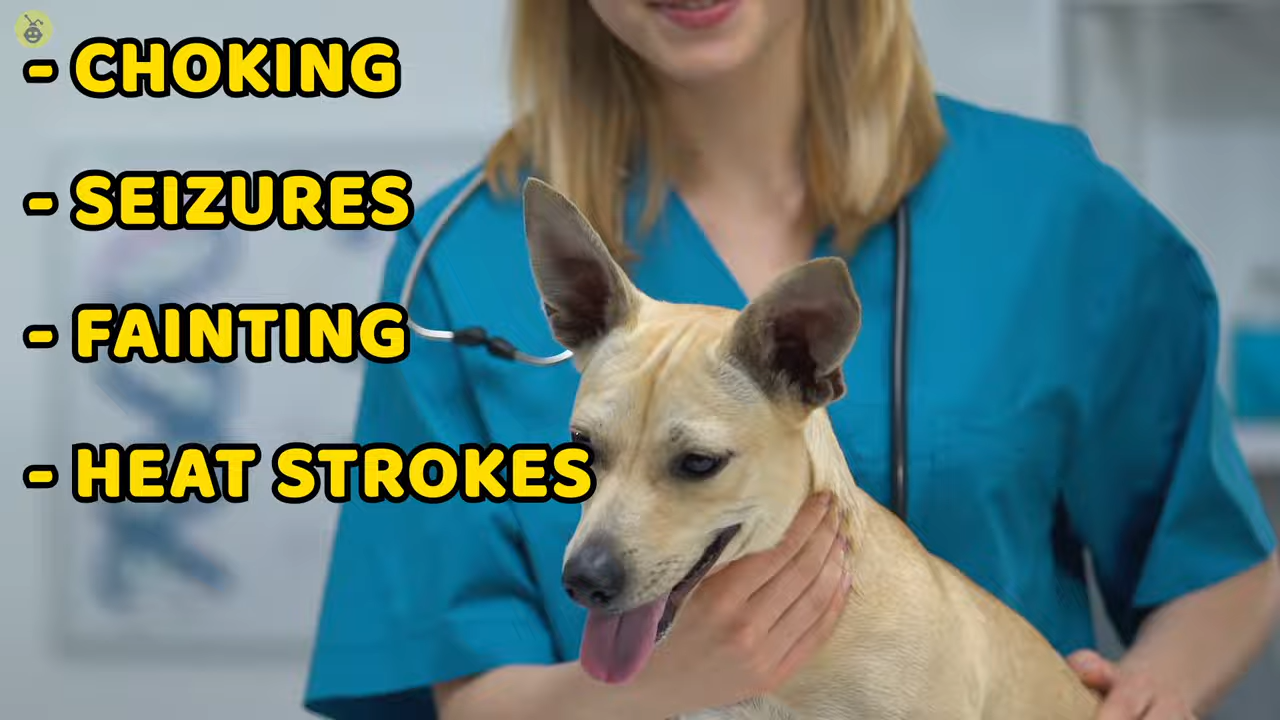 - CHOKING
- SEIZURES
- FAINTING
- HEAT STROKES